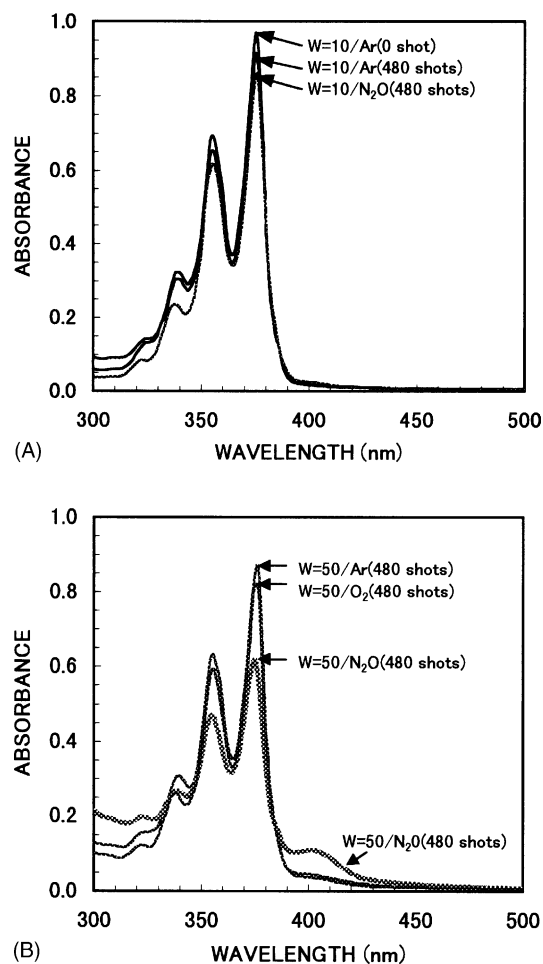 1.0
0.8
0.6
0.4
0.2
0.0
ABSORBANCE
W=10/Ar(0 shot)
W=10/Ar(480 shots)
W=10/N₂O(480 shots)
300 350 400 450 500
WAVELENGTH (nm)
(A)
1.0
0.8
0.6
0.4
0.2
0.0
ABSORBANCE
W=50/Ar(480 shots)
W=50/O₂(480 shots)
W=50/N₂O(480 shots)
W=50/N₂0(480 shots)
300 350 400 450 500
WAVELENGTH (nm)
(B)